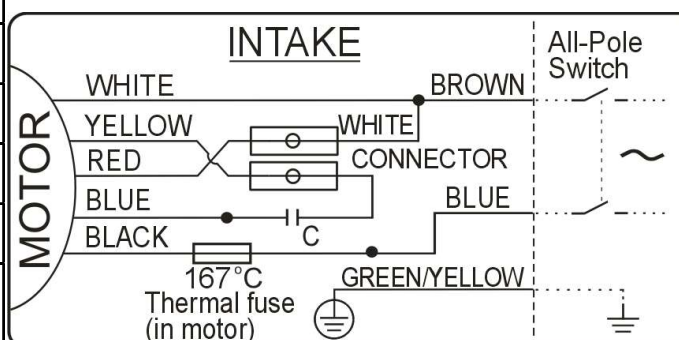 INTAKE
All-Pole
Switch
WHITE
BROWN
YELLOW
WHITE
MOTOR
RED
CONNECTOR
BLUE
BLUE
C
BLACK
167°C
Thermal fuse
(in motor)
GREEN/YELLOW